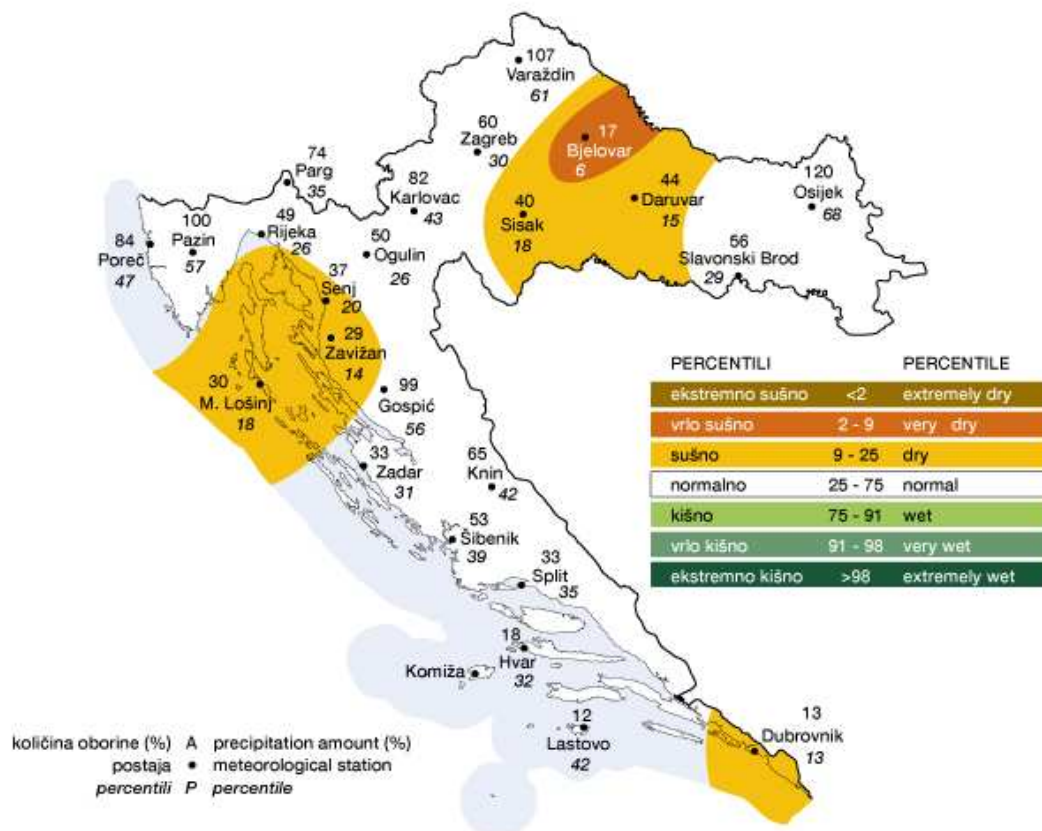 107
Varaždin
61
60
Zagreb
30
17
Bjelovar
6
74
Parg
35
82
Karlovac
43
40
Sisak
18
44
Daruvar
15
120
Osijek
68
100
Pazin
57
49
Rijeka
26
84
Poreč
47
50
Ogulin
26
56
Slavonski Brod
29
37
Senj
20
29
Zavižan
14
30
M. Lošinj
18
99
Gospić
56
33
Zadar
31
65
Knin
42
53
Šibenik
39
33
Split
35
18
Hvar
32
Komiža
12
Lastovo
42
13
Dubrovnik
13
PERCENTILI PERCENTILE
ekstremno sušno <2 extremely dry
vrlo sušno 2 - 9 very dry
sušno 9 - 25 dry
normalno 25 - 75 normal
kišno 75 - 91 wet
vrlo kišno 91 - 98 very wet
ekstremno kišno >98 extremely wet
količina oborine (%) A precipitation amount (%)
postaja meteorological station
percentili P percentile